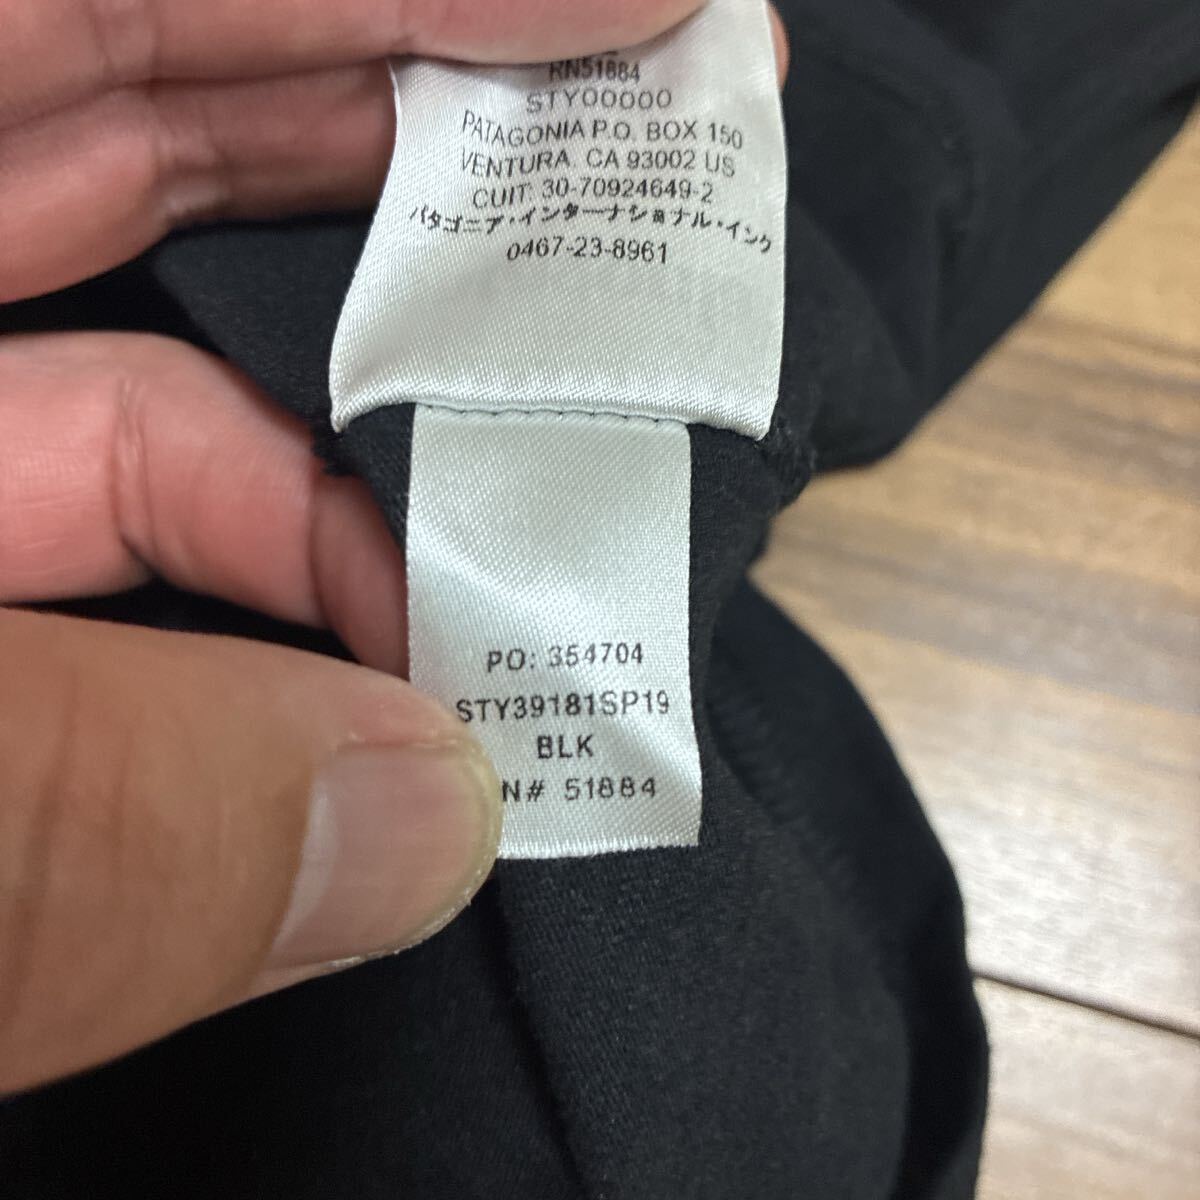 RN51884
STY00000
PATAGONIA P.O. BOX 150
VENTURA. CA 93002 US
CUIT: 30-70924649-2
パタゴニア・インターナショナル・インク
0467-23-8961
PO: 354704
STY39181SP19
BLK
N# 51884